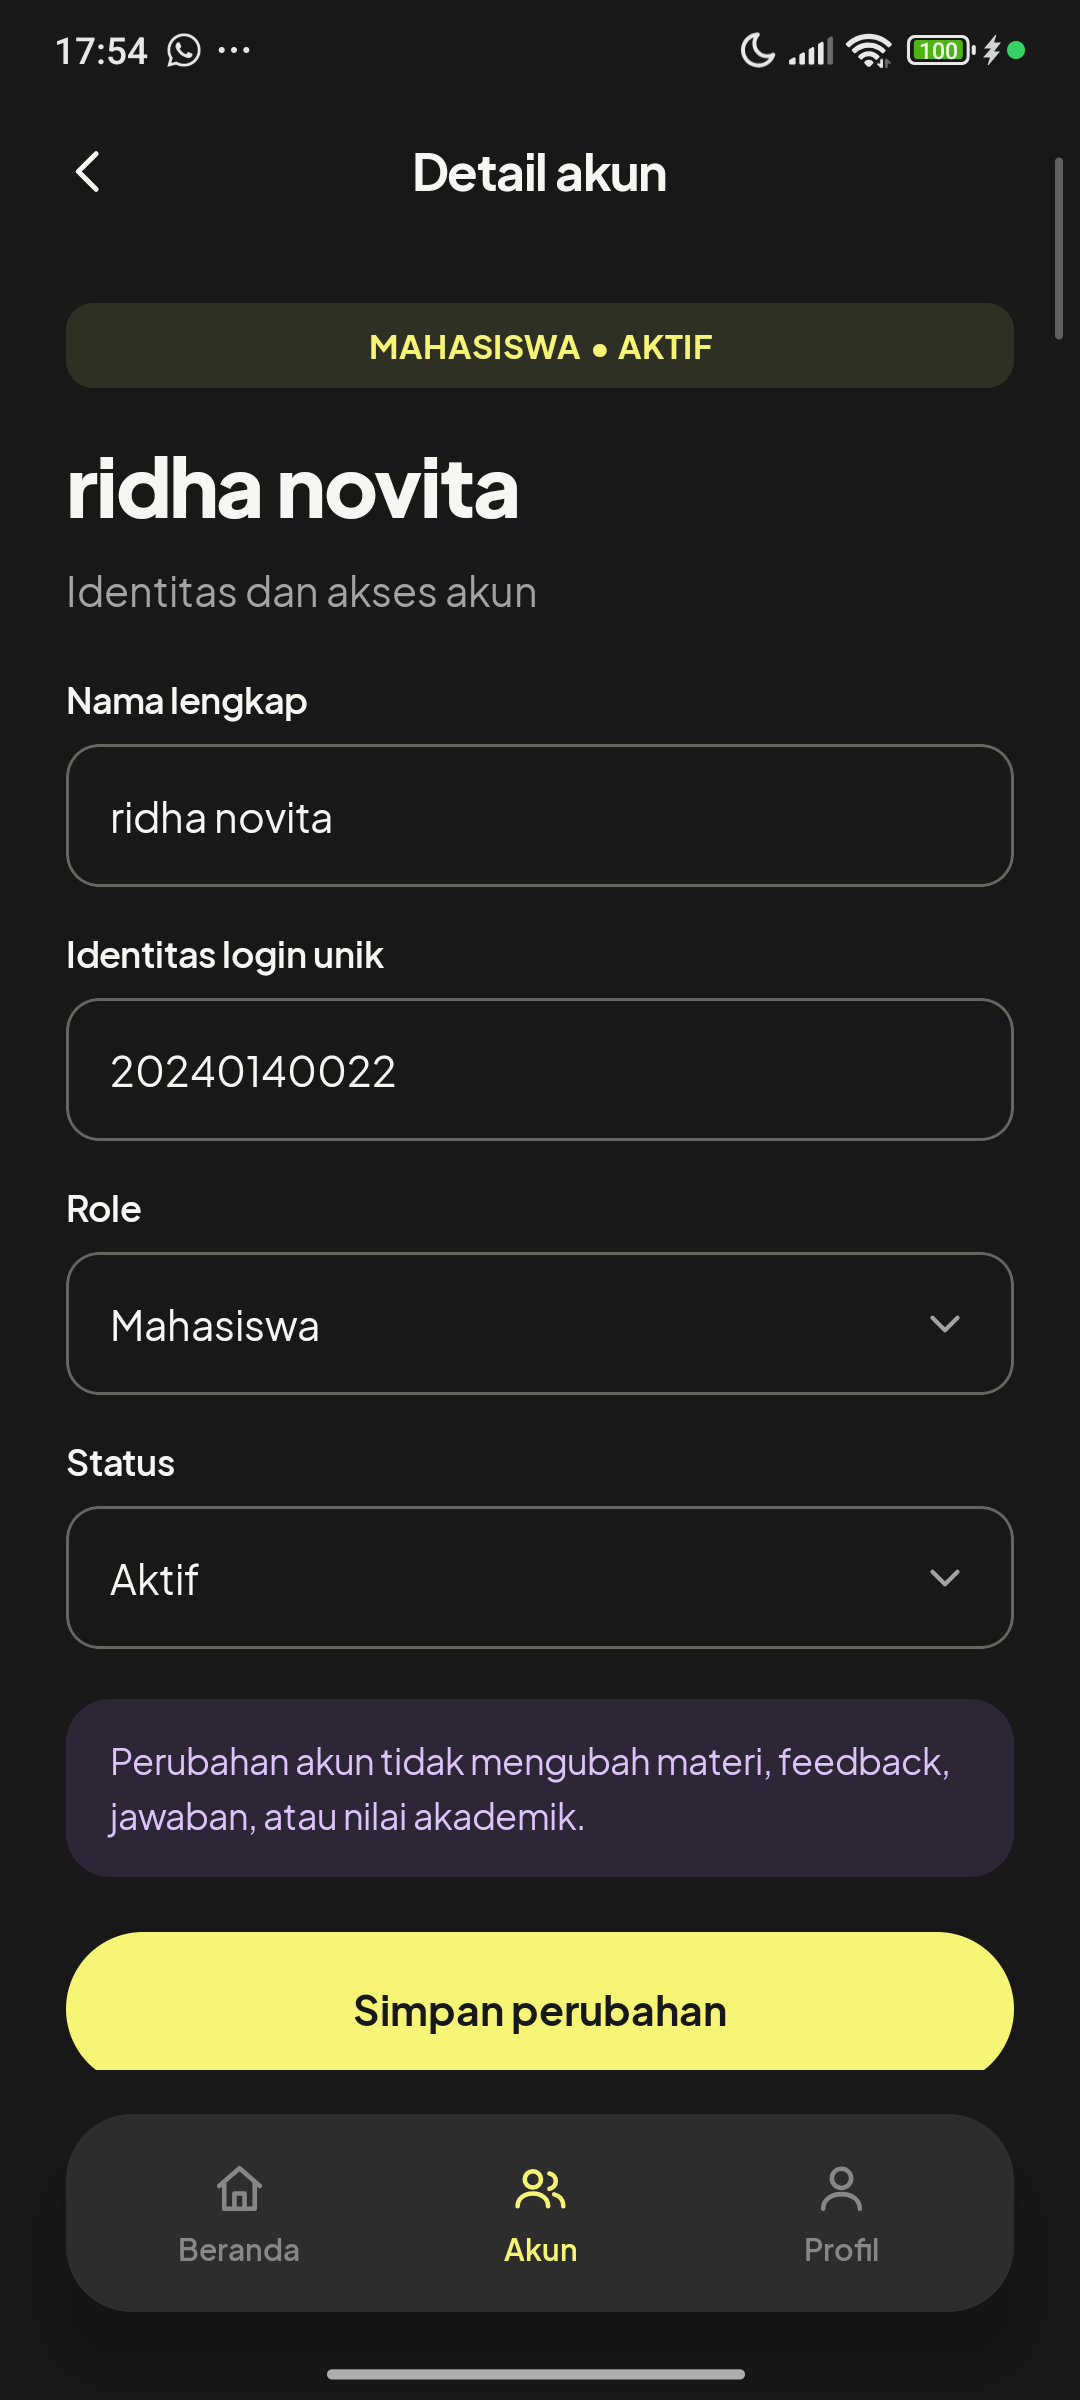 17:54
100
Detail akun
MAHASISWA • AKTIF
ridha novita
Identitas dan akses akun
Nama lengkap
ridha novita
Identitas login unik
20240140022
Role
Mahasiswa
Status
Aktif
Perubahan akun tidak mengubah materi, feedback,
jawaban, atau nilai akademik.
Simpan perubahan
Beranda
Akun
Profil